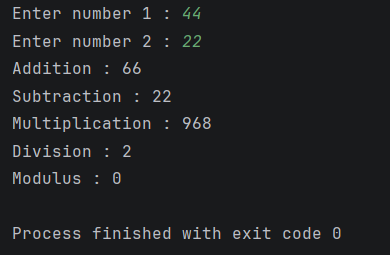 Enter number 1 : 44
Enter number 2 : 22
Addition : 66
Subtraction : 22
Multiplication : 968
Division : 2
Modulus : 0
Process finished with exit code 0